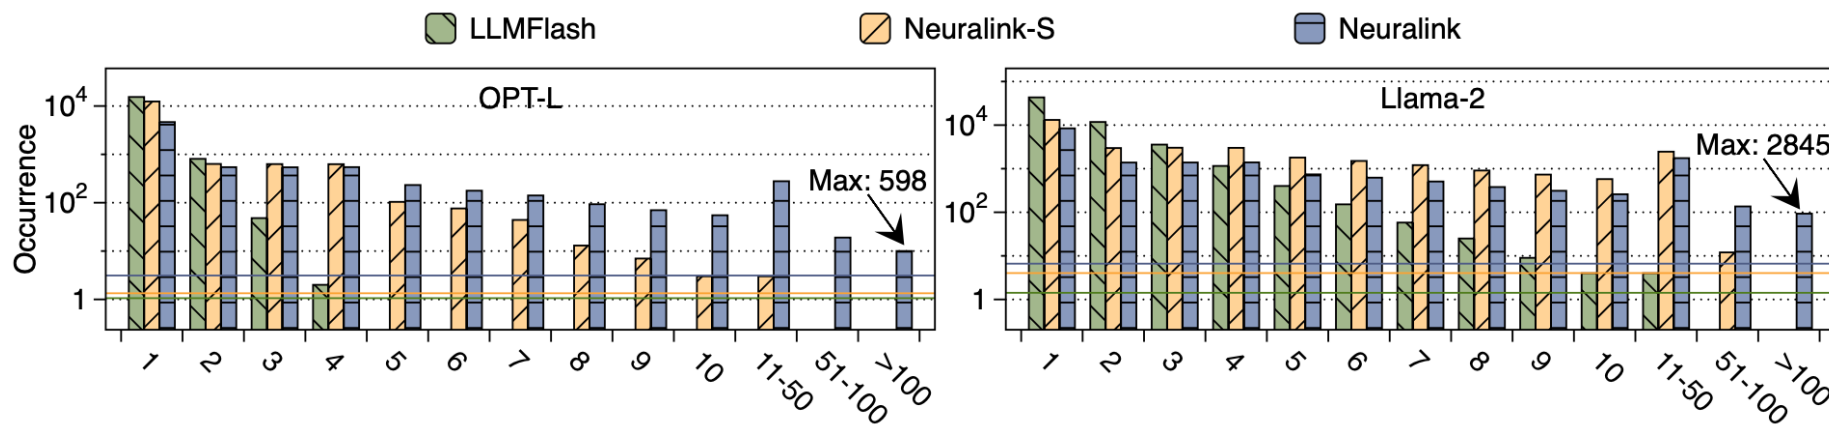 LLMFlash Neuralink-S Neuralink
OPT-L
Occurrence
10^4
10^2
1
Max: 598
1 2 3 4 5 6 7 8 9 10 11-50 51-100 >100
Llama-2
10^4
10^2
1
Max: 2845
1 2 3 4 5 6 7 8 9 10 11-50 51-100 >100